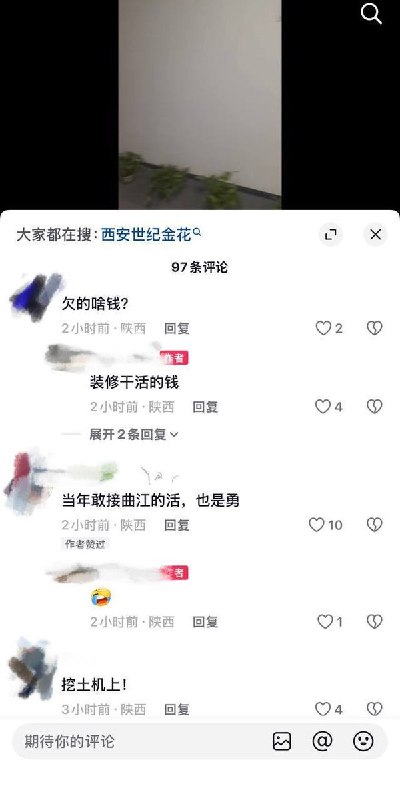 大家都在搜:西安世纪金花
97条评论
欠的啥钱?
2小时前·陕西 回复 2
作者
装修干活的钱
2小时前·陕西 回复 4
展开2条回复
当年敢接曲江的活，也是勇
2小时前·陕西 回复 10
作者赞过
作者
2小时前·陕西 回复 1
挖土机上！
3小时前·陕西 回复 4
期待你的评论